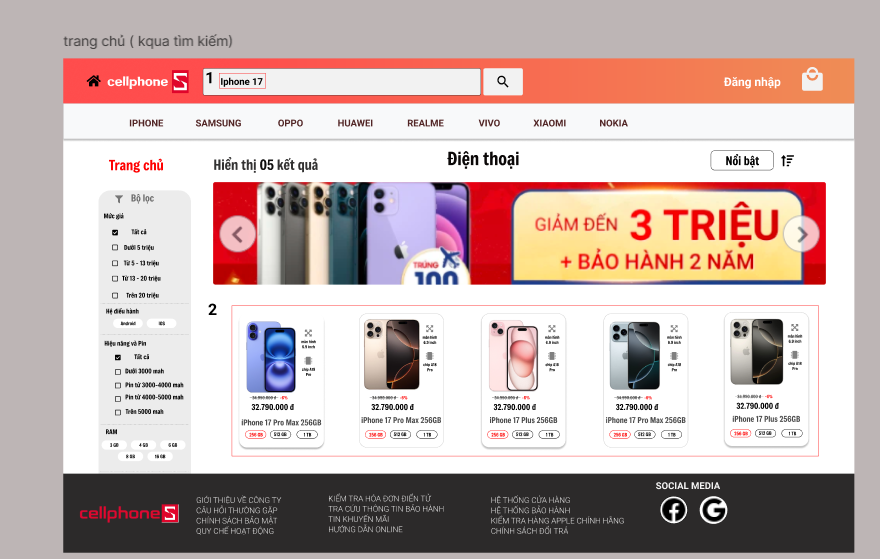 trang chủ ( kqua tìm kiếm)
cellphone S
1 Iphone 17
Đăng nhập
IPHONE SAMSUNG OPPO HUAWEI REALME VIVO XIAOMI NOKIA
Trang chủ
Hiển thị 05 kết quả
Điện thoại
Nổi bật
Bộ lọc
Mức giá
Tất cả
Dưới 5 triệu
Từ 5 - 13 triệu
Từ 13 - 20 triệu
Trên 20 triệu
Hệ điều hành
Android IOS
Hiệu năng và Pin
Tất cả
Dưới 3000 mah
Pin từ 3000-4000 mah
Pin từ 4000-5000 mah
Trên 5000 mah
RAM
3 GB 4 GB 6 GB
8 GB 16 GB
TRÚNG
100
GIẢM ĐẾN 3 TRIỆU
+ BẢO HÀNH 2 NĂM
2
màn hình
6.9 inch
chip A18
Pro
34.990.000 đ -6%
32.790.000 đ
iPhone 17 Pro Max 256GB
256 GB 512 GB 1 TB
màn hình
6.9 inch
chip A18
Pro
34.990.000 đ -6%
32.790.000 đ
iPhone 17 Pro Max 256GB
256 GB 512 GB 1 TB
màn hình
6.9 inch
chip A18
Pro
34.990.000 đ -6%
32.790.000 đ
iPhone 17 Plus 256GB
256 GB 512 GB 1 TB
màn hình
6.9 inch
chip A18
Pro
34.990.000 đ -6%
32.790.000 đ
iPhone 17 Pro Max 256GB
256 GB 512 GB 1 TB
màn hình
6.9 inch
chip A18
Pro
34.990.000 đ -6%
32.790.000 đ
iPhone 17 Plus 256GB
256 GB 512 GB 1 TB
cellphone S
GIỚI THIỆU VỀ CÔNG TY
CÂU HỎI THƯỜNG GẶP
CHÍNH SÁCH BẢO MẬT
QUY CHẾ HOẠT ĐỘNG
KIỂM TRA HÓA ĐƠN ĐIỆN TỬ
TRA CỨU THÔNG TIN BẢO HÀNH
TIN KHUYẾN MÃI
HƯỚNG DẪN ONLINE
HỆ THỐNG CỬA HÀNG
HỆ THỐNG BẢO HÀNH
KIỂM TRA HÀNG APPLE CHÍNH HÃNG
CHÍNH SÁCH ĐỔI TRẢ
SOCIAL MEDIA